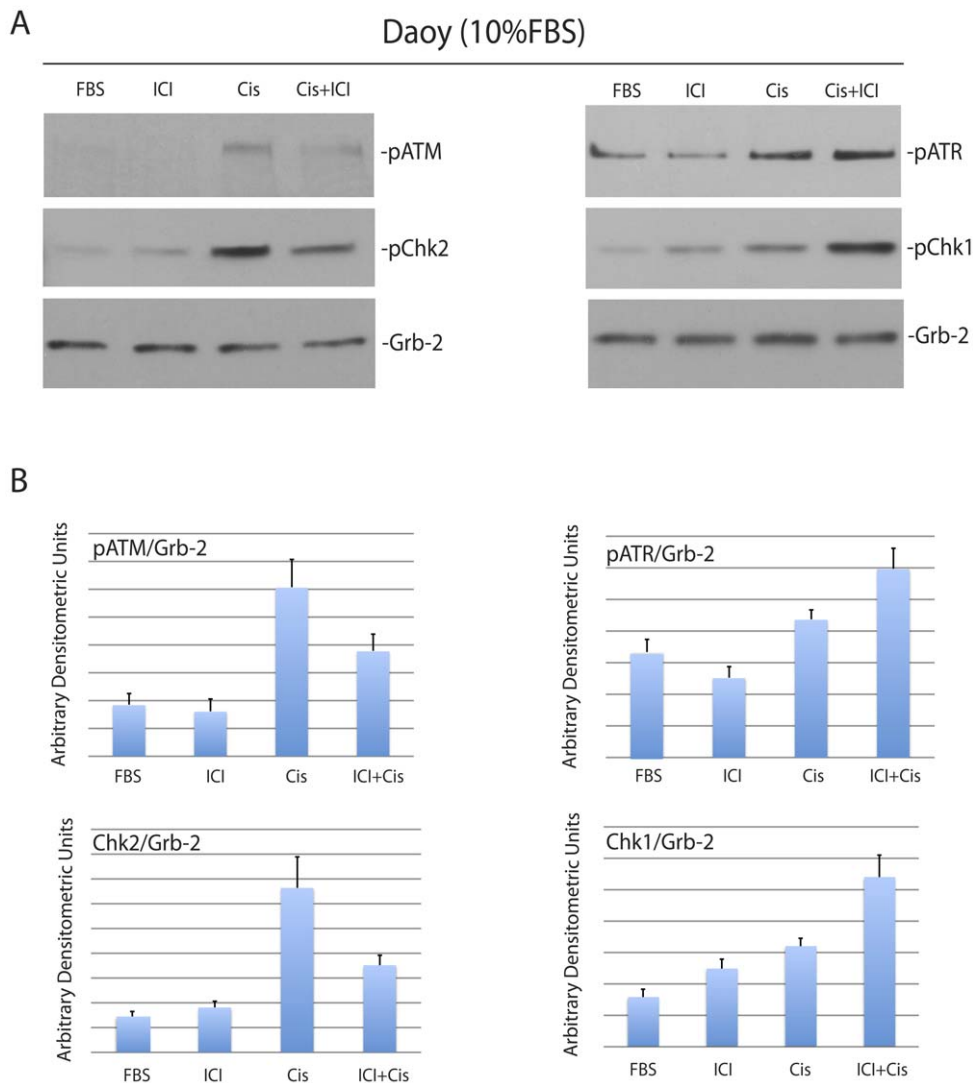 A
Daoy (10%FBS)
FBS ICI Cis Cis+ICI
-pATM
-pChk2
-Grb-2
FBS ICI Cis Cis+ICI
-pATR
-pChk1
-Grb-2
B
Arbitrary Densitometric Units
pATM/Grb-2
FBS ICI Cis ICI+Cis
Arbitrary Densitometric Units
pATR/Grb-2
FBS ICI Cis ICI+Cis
Arbitrary Densitometric Units
Chk2/Grb-2
FBS ICI Cis ICI+Cis
Arbitrary Densitometric Units
Chk1/Grb-2
FBS ICI Cis ICI+Cis